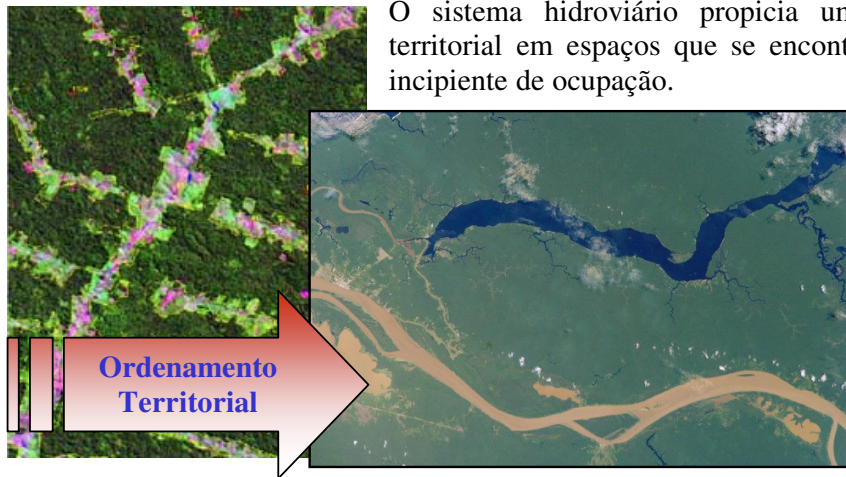 O sistema hidroviário propicia um
territorial em espaços que se encont
incipiente de ocupação.
Ordenamento
Territorial